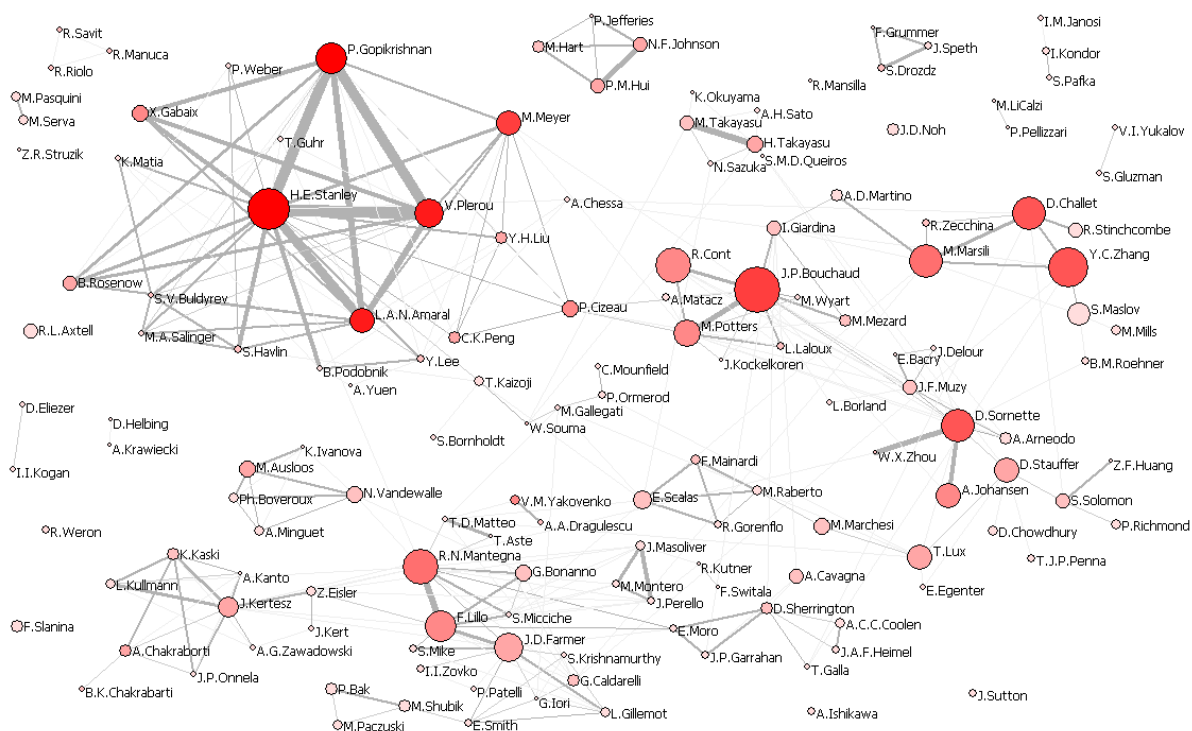 R.Savit
R.Manuca
R.Riolo
M.Pasquini
M.Serva
Z.R.Struzik
P.Weber
P.Gopikrishnan
X.Gabaix
T.Guhr
K.Matia
M.Meyer
H.E.Stanley
V.Plerou
A.Chessa
Y.H.Liu
B.Rosenow
S.V.Buldyrev
L.A.N.Amaral
P.Cizeau
R.L.Axtell
M.A.Salinger
S.Havlin
C.K.Peng
B.Podobnik
Y.Lee
A.Yuen
T.Kaizoji
P.Jefferies
M.Hart
N.F.Johnson
P.M.Hui
K.Okuyama
A.H.Sato
M.Takayasu
H.Takayasu
N.Sazuka
S.M.D.Queiros
R.Mansilla
F.Grummer
J.Speth
S.Drozdz
I.M.Janosi
I.Kondor
S.Pafka
M.LiCalzi
P.Pellizzari
J.D.Noh
V.I.Yukalov
S.Gluzman
A.D.Martino
I.Giardina
R.Zecchina
D.Challet
R.Stinchcombe
M.Marsili
Y.C.Zhang
R.Cont
J.P.Bouchaud
A.Matacz
M.Wyart
M.Potters
M.Mezard
L.Laloux
J.Kockelkoren
S.Maslov
M.Mills
B.M.Roehner
E.Bacry
J.Delour
J.F.Muzy
L.Borland
D.Sornette
A.Arneodo
W.X.Zhou
D.Stauffer
A.Johansen
Z.F.Huang
S.Solomon
P.Richmond
D.Chowdhury
T.J.P.Penna
C.Mounfield
P.Ormerod
M.Gallegati
W.Souma
S.Bornholdt
D.Eliezer
I.I.Kogan
D.Helbing
A.Krawiecki
K.Ivanova
M.Ausloos
Ph.Boveroux
N.Vandewalle
A.Minguet
R.Weron
F.Mainardi
E.Scalas
M.Raberto
R.Gorenflo
M.Marchesi
T.Lux
E.Egenter
V.M.Yakovenko
A.A.Dragulescu
T.D.Matteo
T.Aste
R.N.Mantegna
G.Bonanno
J.Masoliver
M.Montero
J.Perello
R.Kutner
F.Switala
A.Cavagna
K.Kaski
L.Kullmann
A.Kanto
J.Kertesz
Z.Eisler
J.Kert
F.Slanina
A.Chakraborti
A.G.Zawadowski
J.P.Onnela
B.K.Chakrabarti
F.Lillo
S.Micciche
S.Mike
J.D.Farmer
I.I.Zovko
S.Krishnamurthy
P.Patelli
G.Caldarelli
G.Iori
L.Gillemot
E.Smith
P.Bak
M.Shubik
M.Paczuski
D.Sherrington
E.Moro
J.P.Garrahan
A.C.C.Coolen
J.A.F.Heimel
T.Galla
J.Sutton
A.Ishikawa